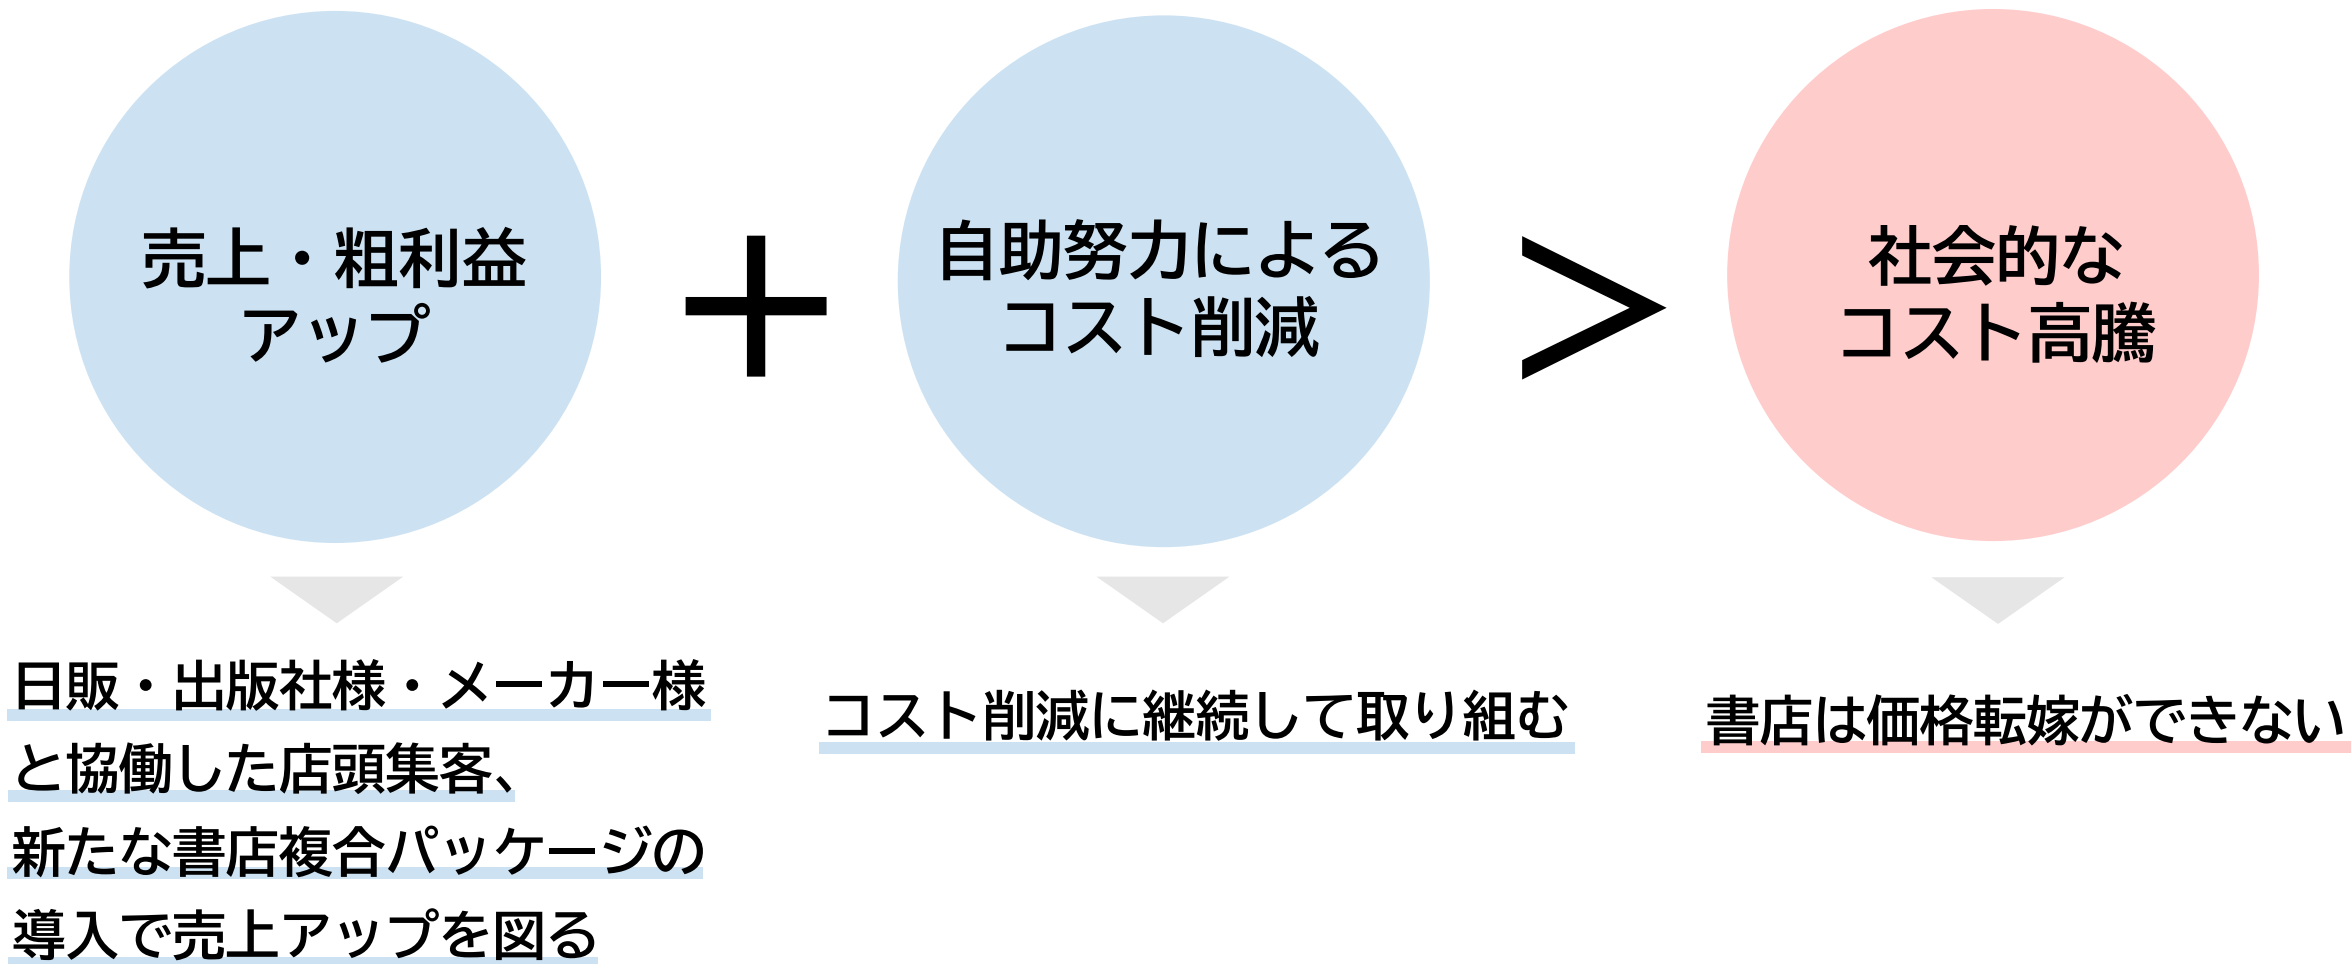 売上・粗利益
アップ
+
自助努力による
コスト削減
>
社会的な
コスト高騰
日販・出版社様・メーカー様
と協働した店頭集客、
新たな書店複合パッケージの
導入で売上アップを図る
コスト削減に継続して取り組む
書店は価格転嫁ができない